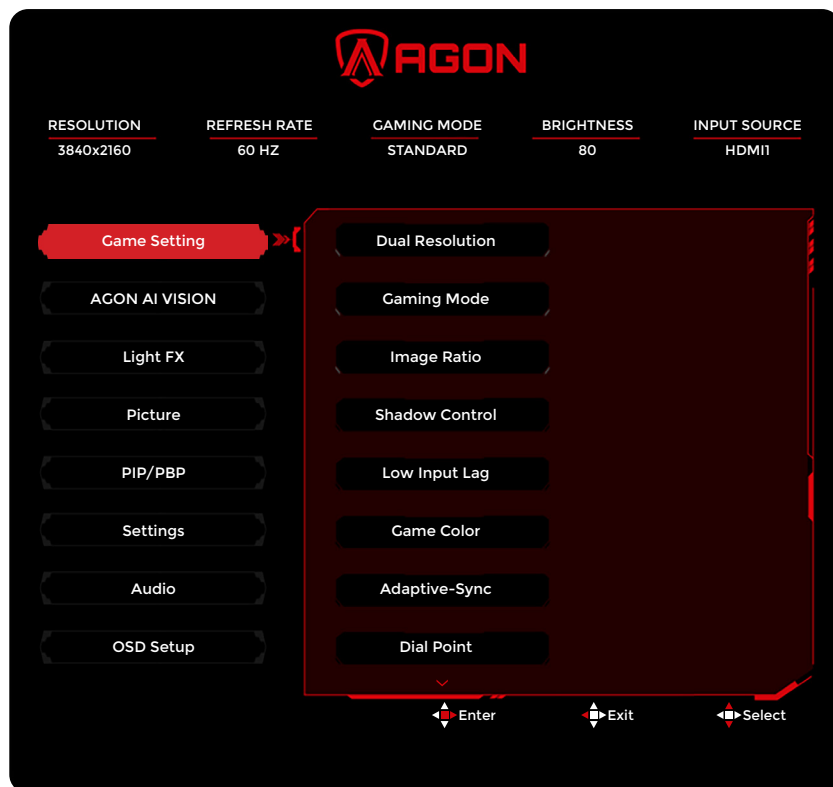 AGON
RESOLUTION REFRESH RATE GAMING MODE BRIGHTNESS INPUT SOURCE
3840x2160 60 HZ STANDARD 80 HDMI1
Game Setting Dual Resolution
AGON AI VISION Gaming Mode
Light FX Image Ratio
Picture Shadow Control
PIP/PBP Low Input Lag
Settings Game Color
Audio Adaptive-Sync
OSD Setup Dial Point
Enter Exit Select